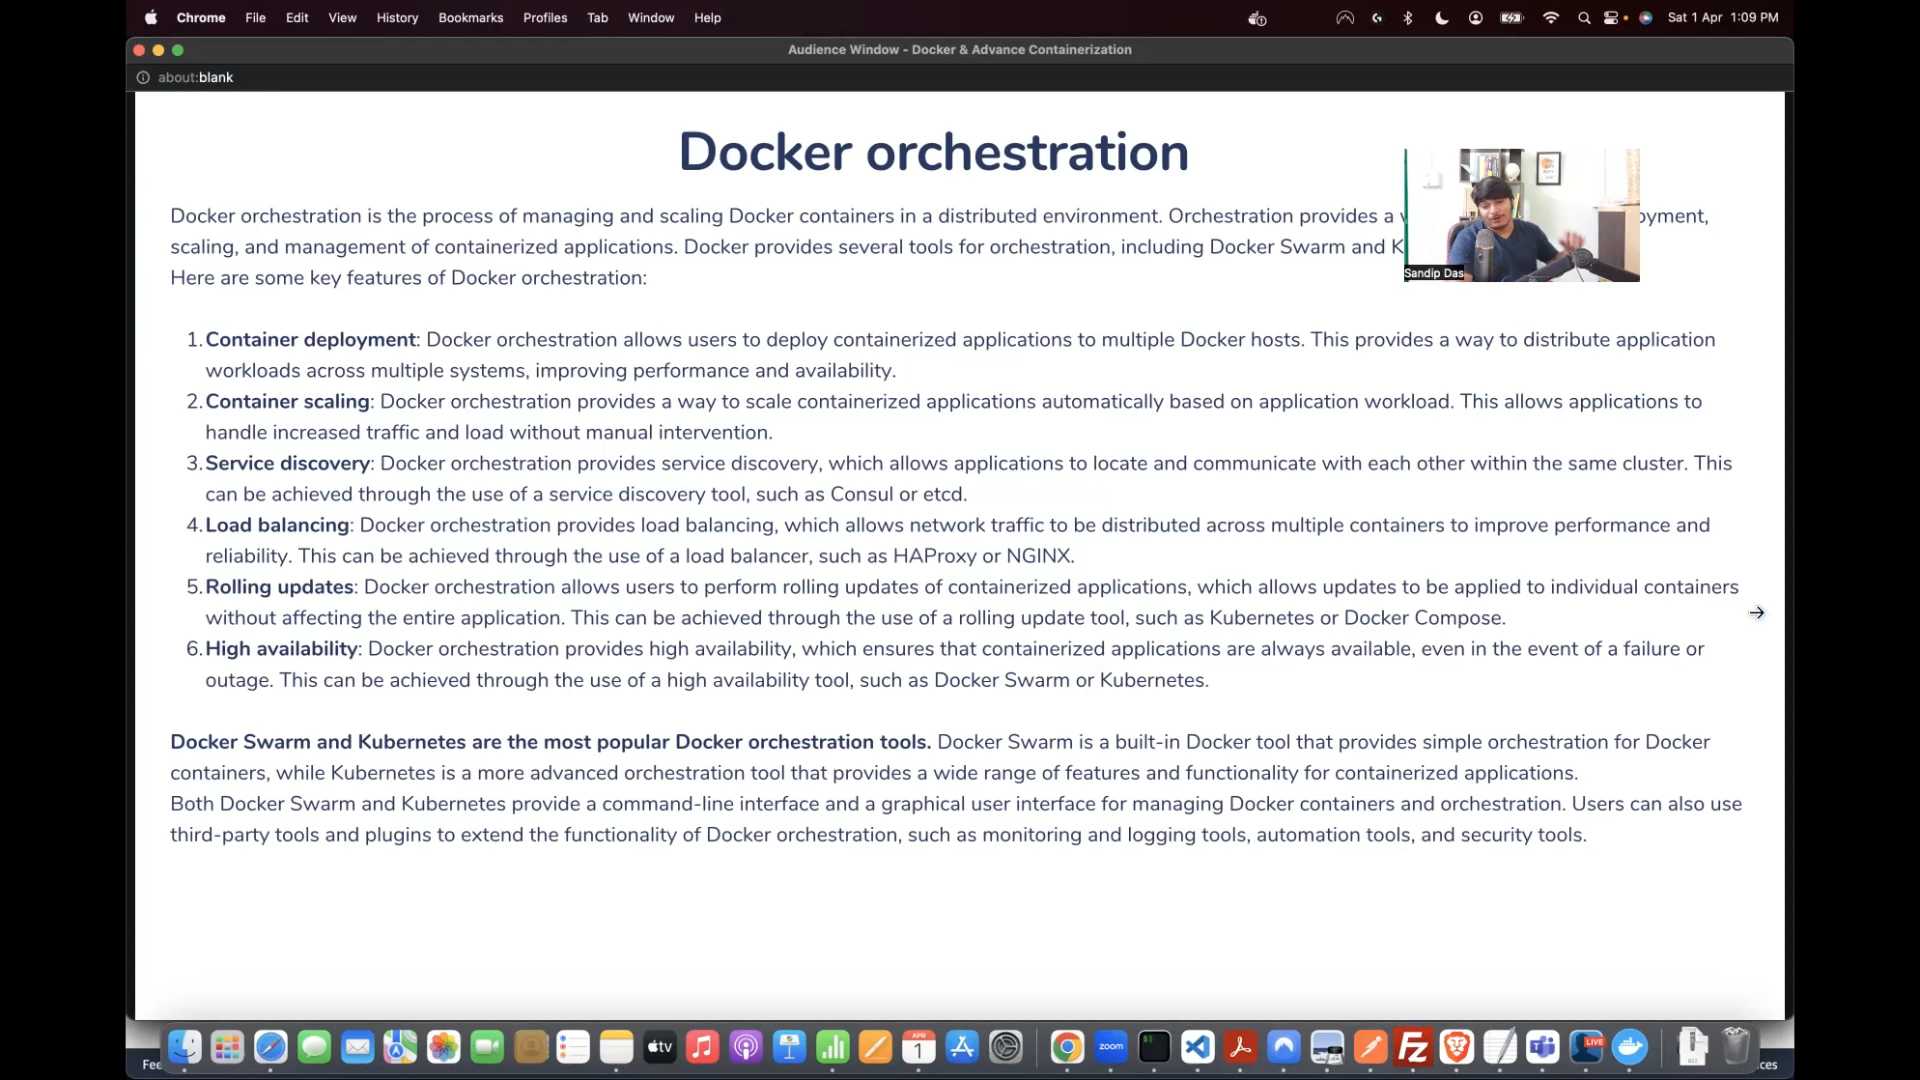 Chrome File Edit View History Bookmarks Profiles Tab Window Help Sat 1 Apr 1:09 PM
Audience Window - Docker & Advance Containerization
about:blank
Docker orchestration
Docker orchestration is the process of managing and scaling Docker containers in a distributed environment. Orchestration provides a
scaling, and management of containerized applications. Docker provides several tools for orchestration, including Docker Swarm and
Here are some key features of Docker orchestration:
Sandip Das
1. Container deployment: Docker orchestration allows users to deploy containerized applications to multiple Docker hosts. This provides a way to distribute application
workloads across multiple systems, improving performance and availability.
2. Container scaling: Docker orchestration provides a way to scale containerized applications automatically based on application workload. This allows applications to
handle increased traffic and load without manual intervention.
3. Service discovery: Docker orchestration provides service discovery, which allows applications to locate and communicate with each other within the same cluster. This
can be achieved through the use of a service discovery tool, such as Consul or etcd.
4. Load balancing: Docker orchestration provides load balancing, which allows network traffic to be distributed across multiple containers to improve performance and
reliability. This can be achieved through the use of a load balancer, such as HAProxy or NGINX.
5. Rolling updates: Docker orchestration allows users to perform rolling updates of containerized applications, which allows updates to be applied to individual containers
without affecting the entire application. This can be achieved through the use of a rolling update tool, such as Kubernetes or Docker Compose.
6. High availability: Docker orchestration provides high availability, which ensures that containerized applications are always available, even in the event of a failure or
outage. This can be achieved through the use of a high availability tool, such as Docker Swarm or Kubernetes.
Docker Swarm and Kubernetes are the most popular Docker orchestration tools. Docker Swarm is a built-in Docker tool that provides simple orchestration for Docker
containers, while Kubernetes is a more advanced orchestration tool that provides a wide range of features and functionality for containerized applications.
Both Docker Swarm and Kubernetes provide a command-line interface and a graphical user interface for managing Docker containers and orchestration. Users can also use
third-party tools and plugins to extend the functionality of Docker orchestration, such as monitoring and logging tools, automation tools, and security tools.
tv APR 1 zoom LIVE